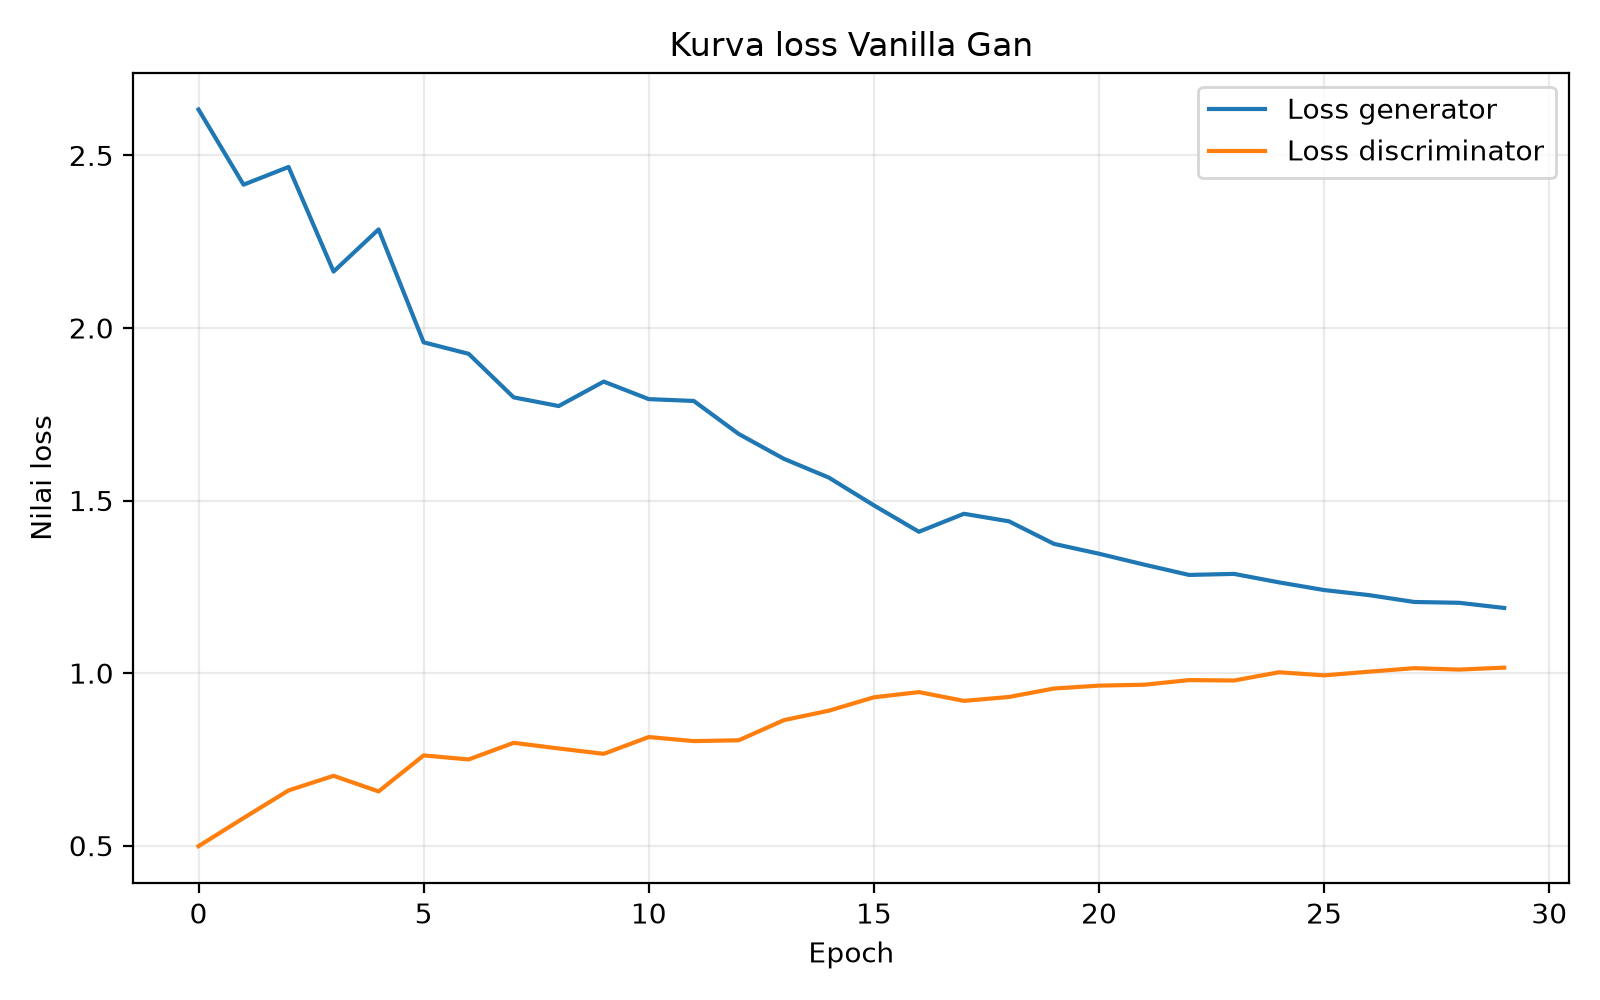 Kurva loss Vanilla Gan
Loss generator
Loss discriminator
2.5
2.0
1.5
1.0
0.5
Nilai loss
0 5 10 15 20 25 30
Epoch